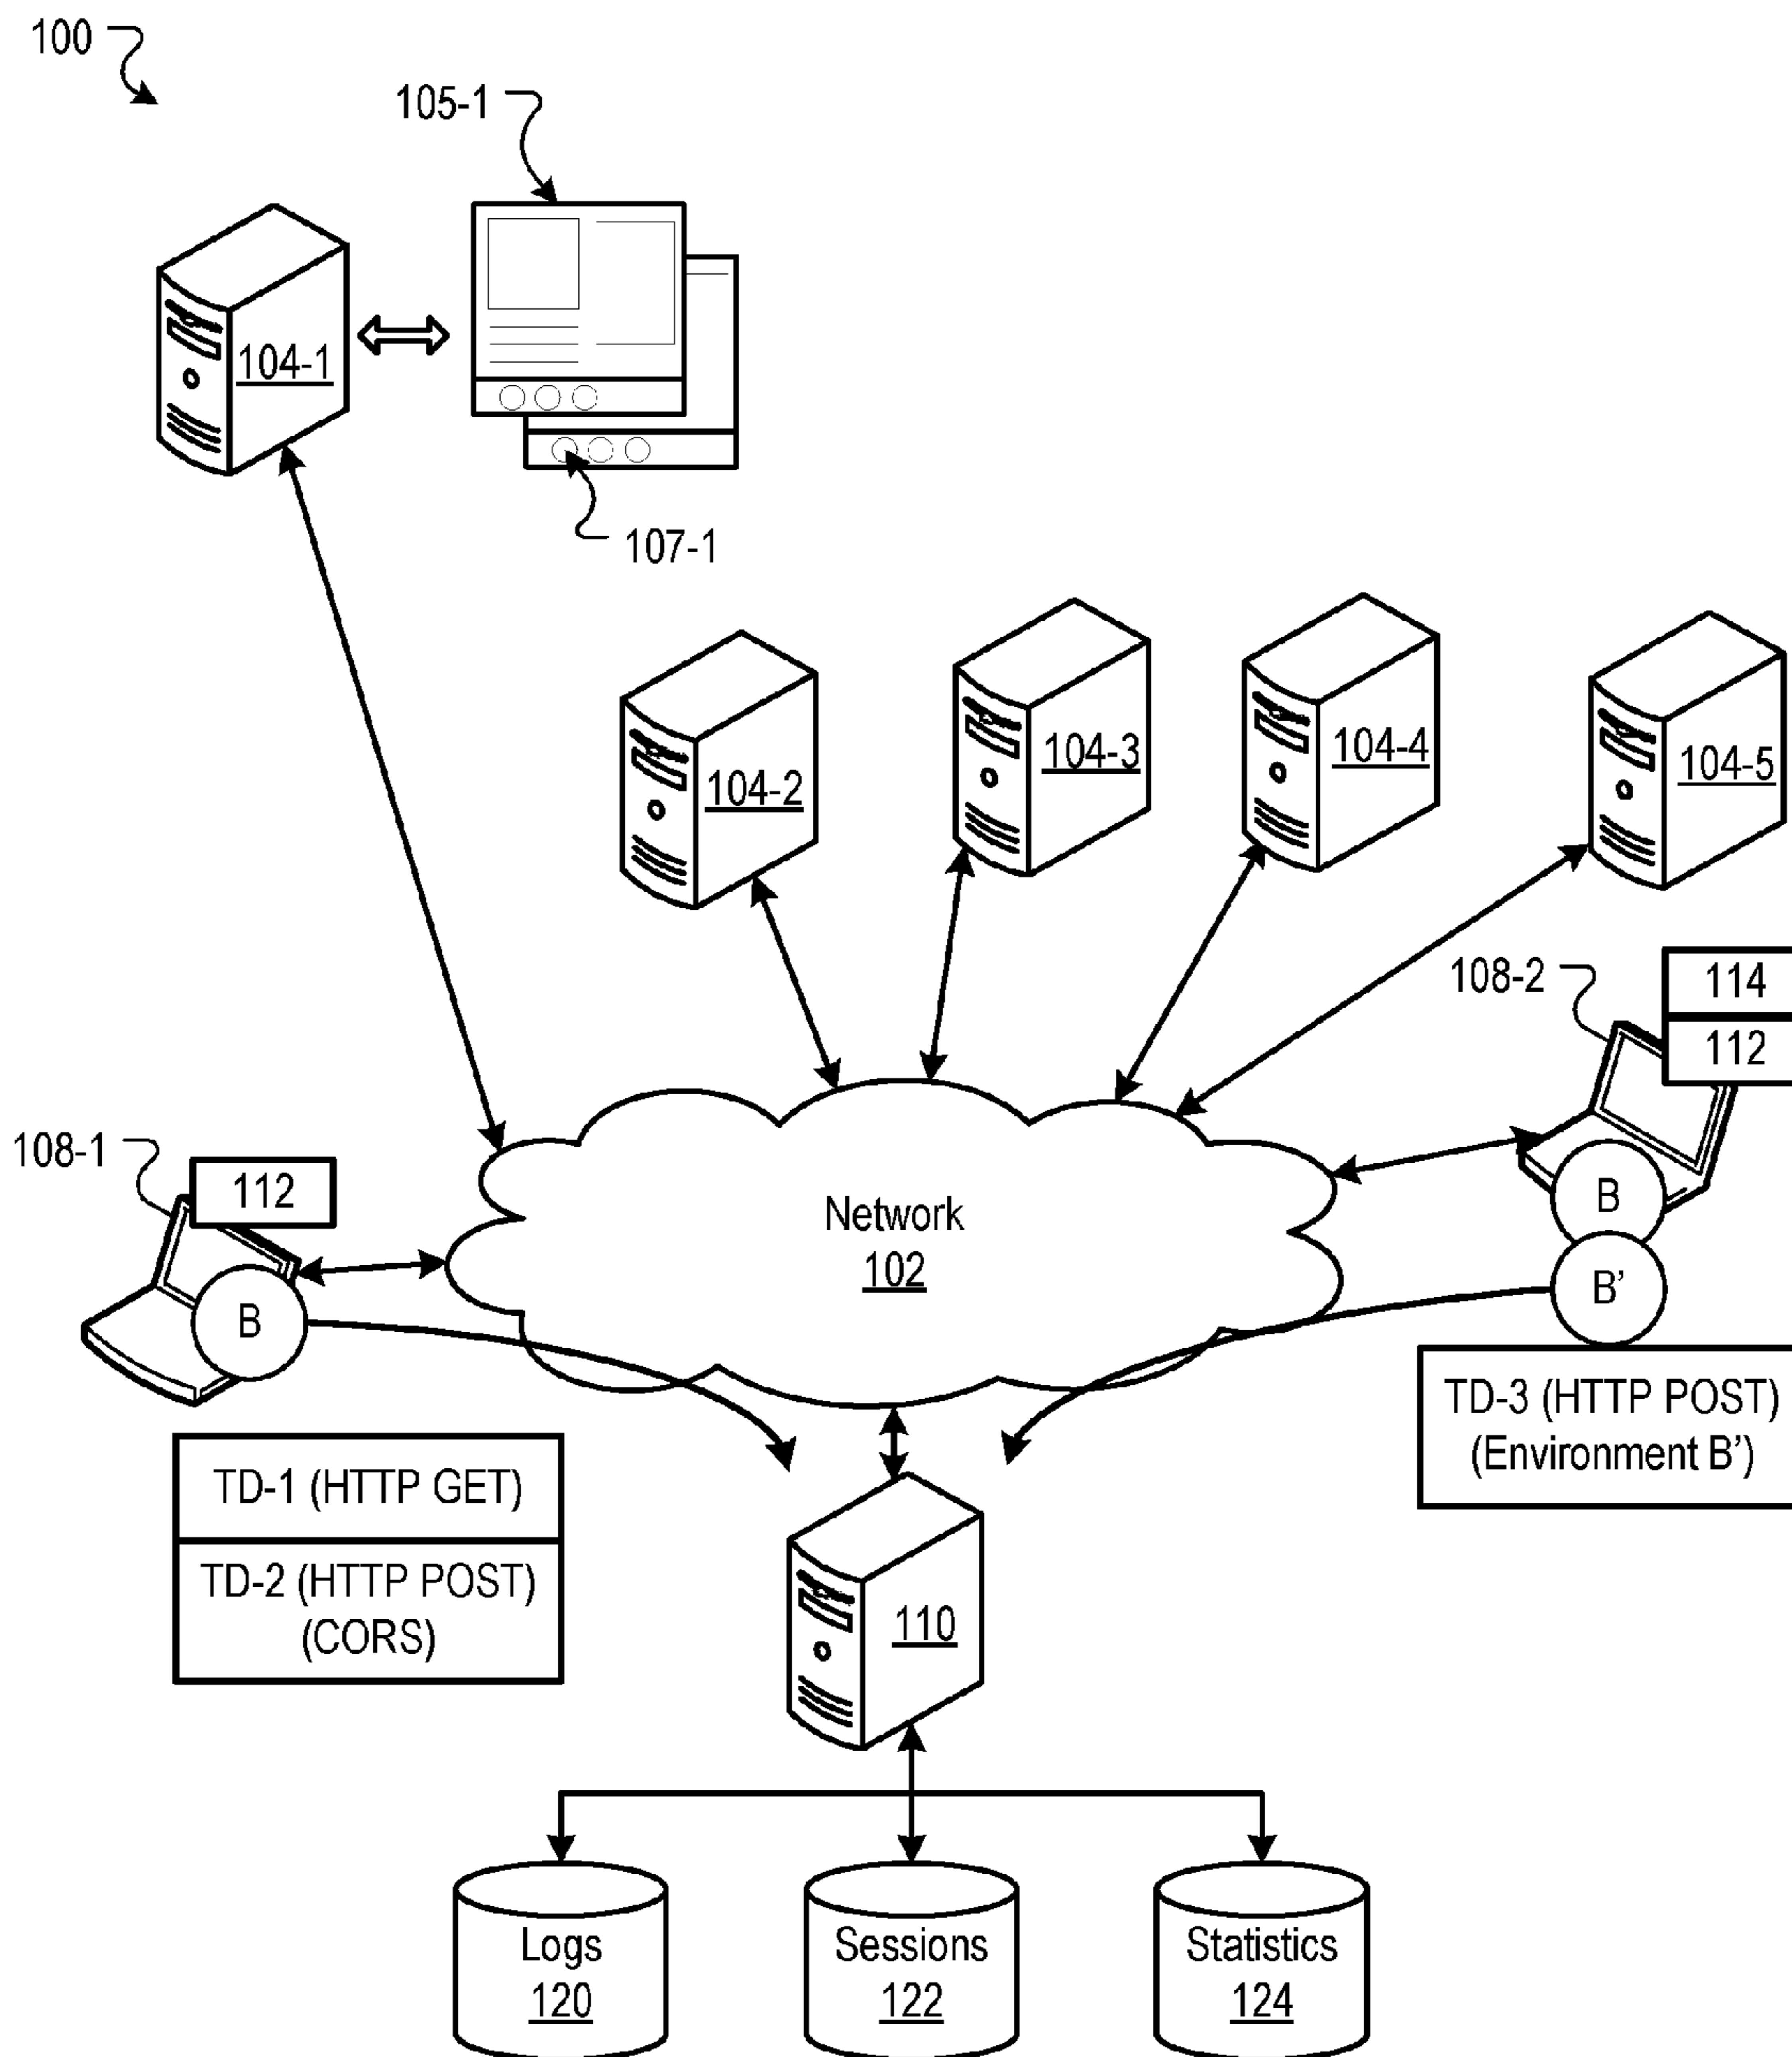 100
105-1
104-1
107-1
104-2
104-3
104-4
104-5
108-2
114
112
108-1
112
Network
102
B
B
B’
TD-1 (HTTP GET)
TD-2 (HTTP POST)
(CORS)
TD-3 (HTTP POST)
(Environment B’)
110
Logs
120
Sessions
122
Statistics
124